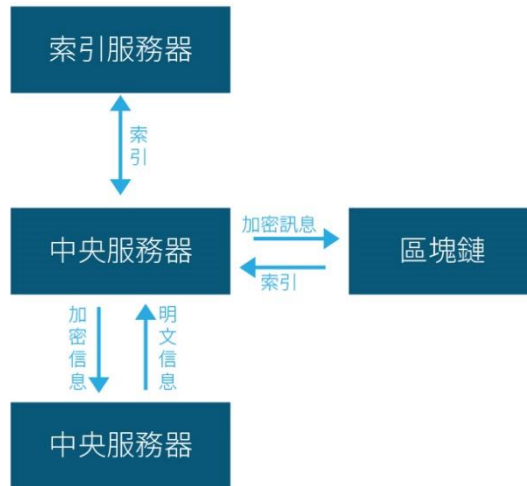 索引服務器
索引
中央服務器
加密訊息
索引
區塊鏈
加密信息
明文信息
中央服務器